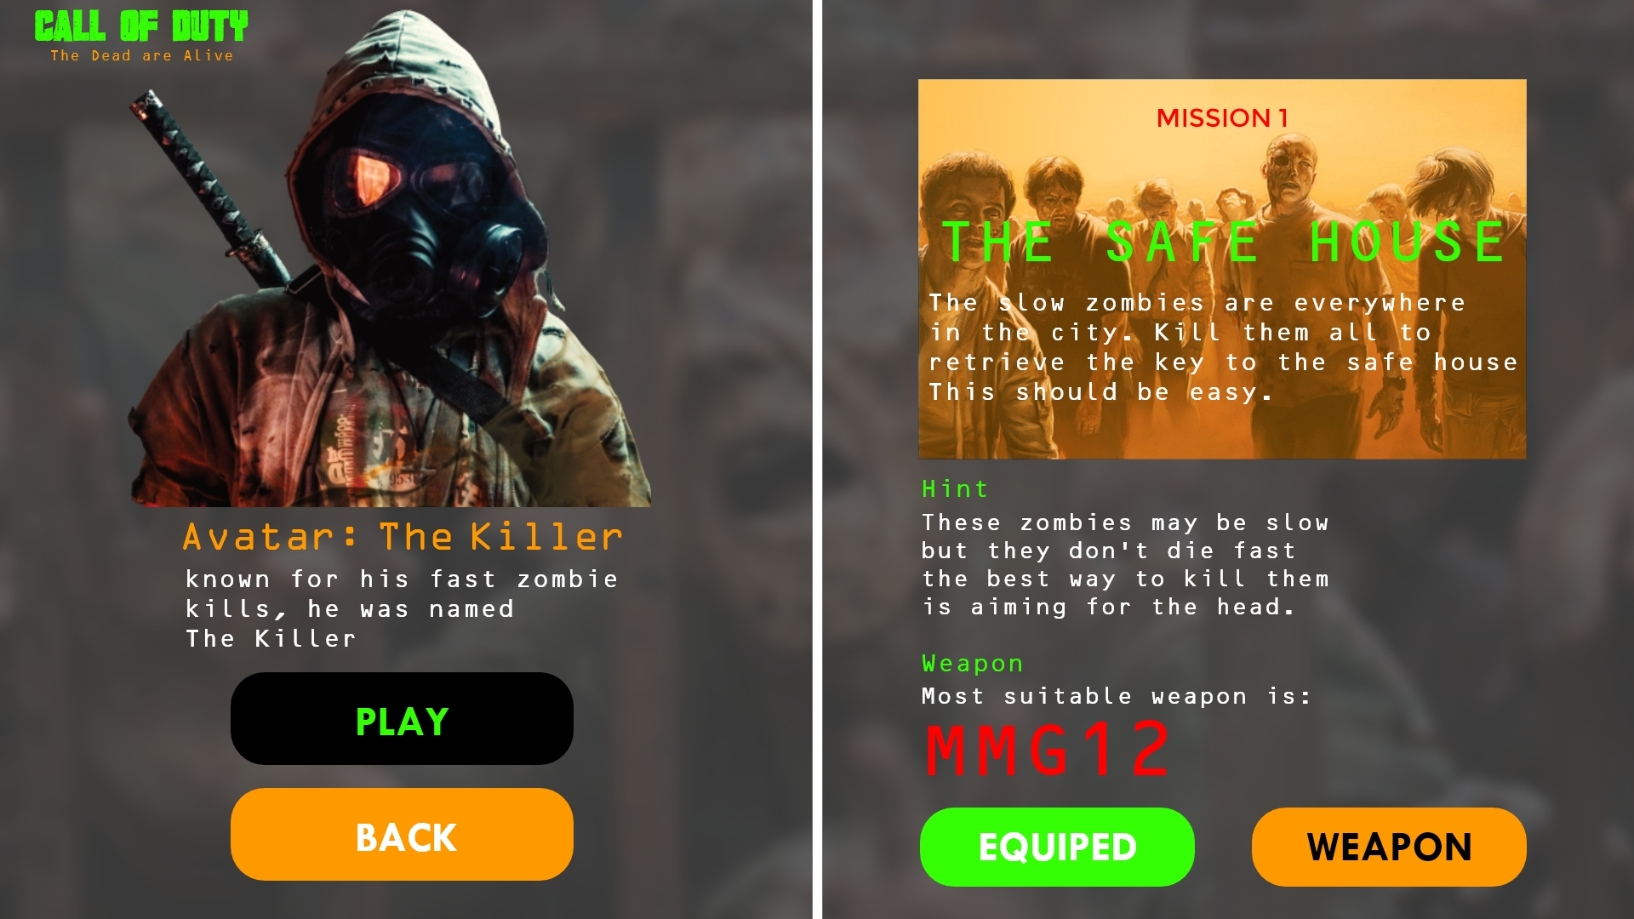 CALL OF DUTY
The Dead are Alive
Avatar: The Killer
known for his fast zombie
kills, he was named
The Killer
PLAY
BACK
MISSION 1
THE SAFE HOUSE
The slow zombies are everywhere
in the city. Kill them all to
retrieve the key to the safe house
This should be easy.
Hint
These zombies may be slow
but they don't die fast
the best way to kill them
is aiming for the head.
Weapon
Most suitable weapon is:
MMG12
EQUIPED
WEAPON